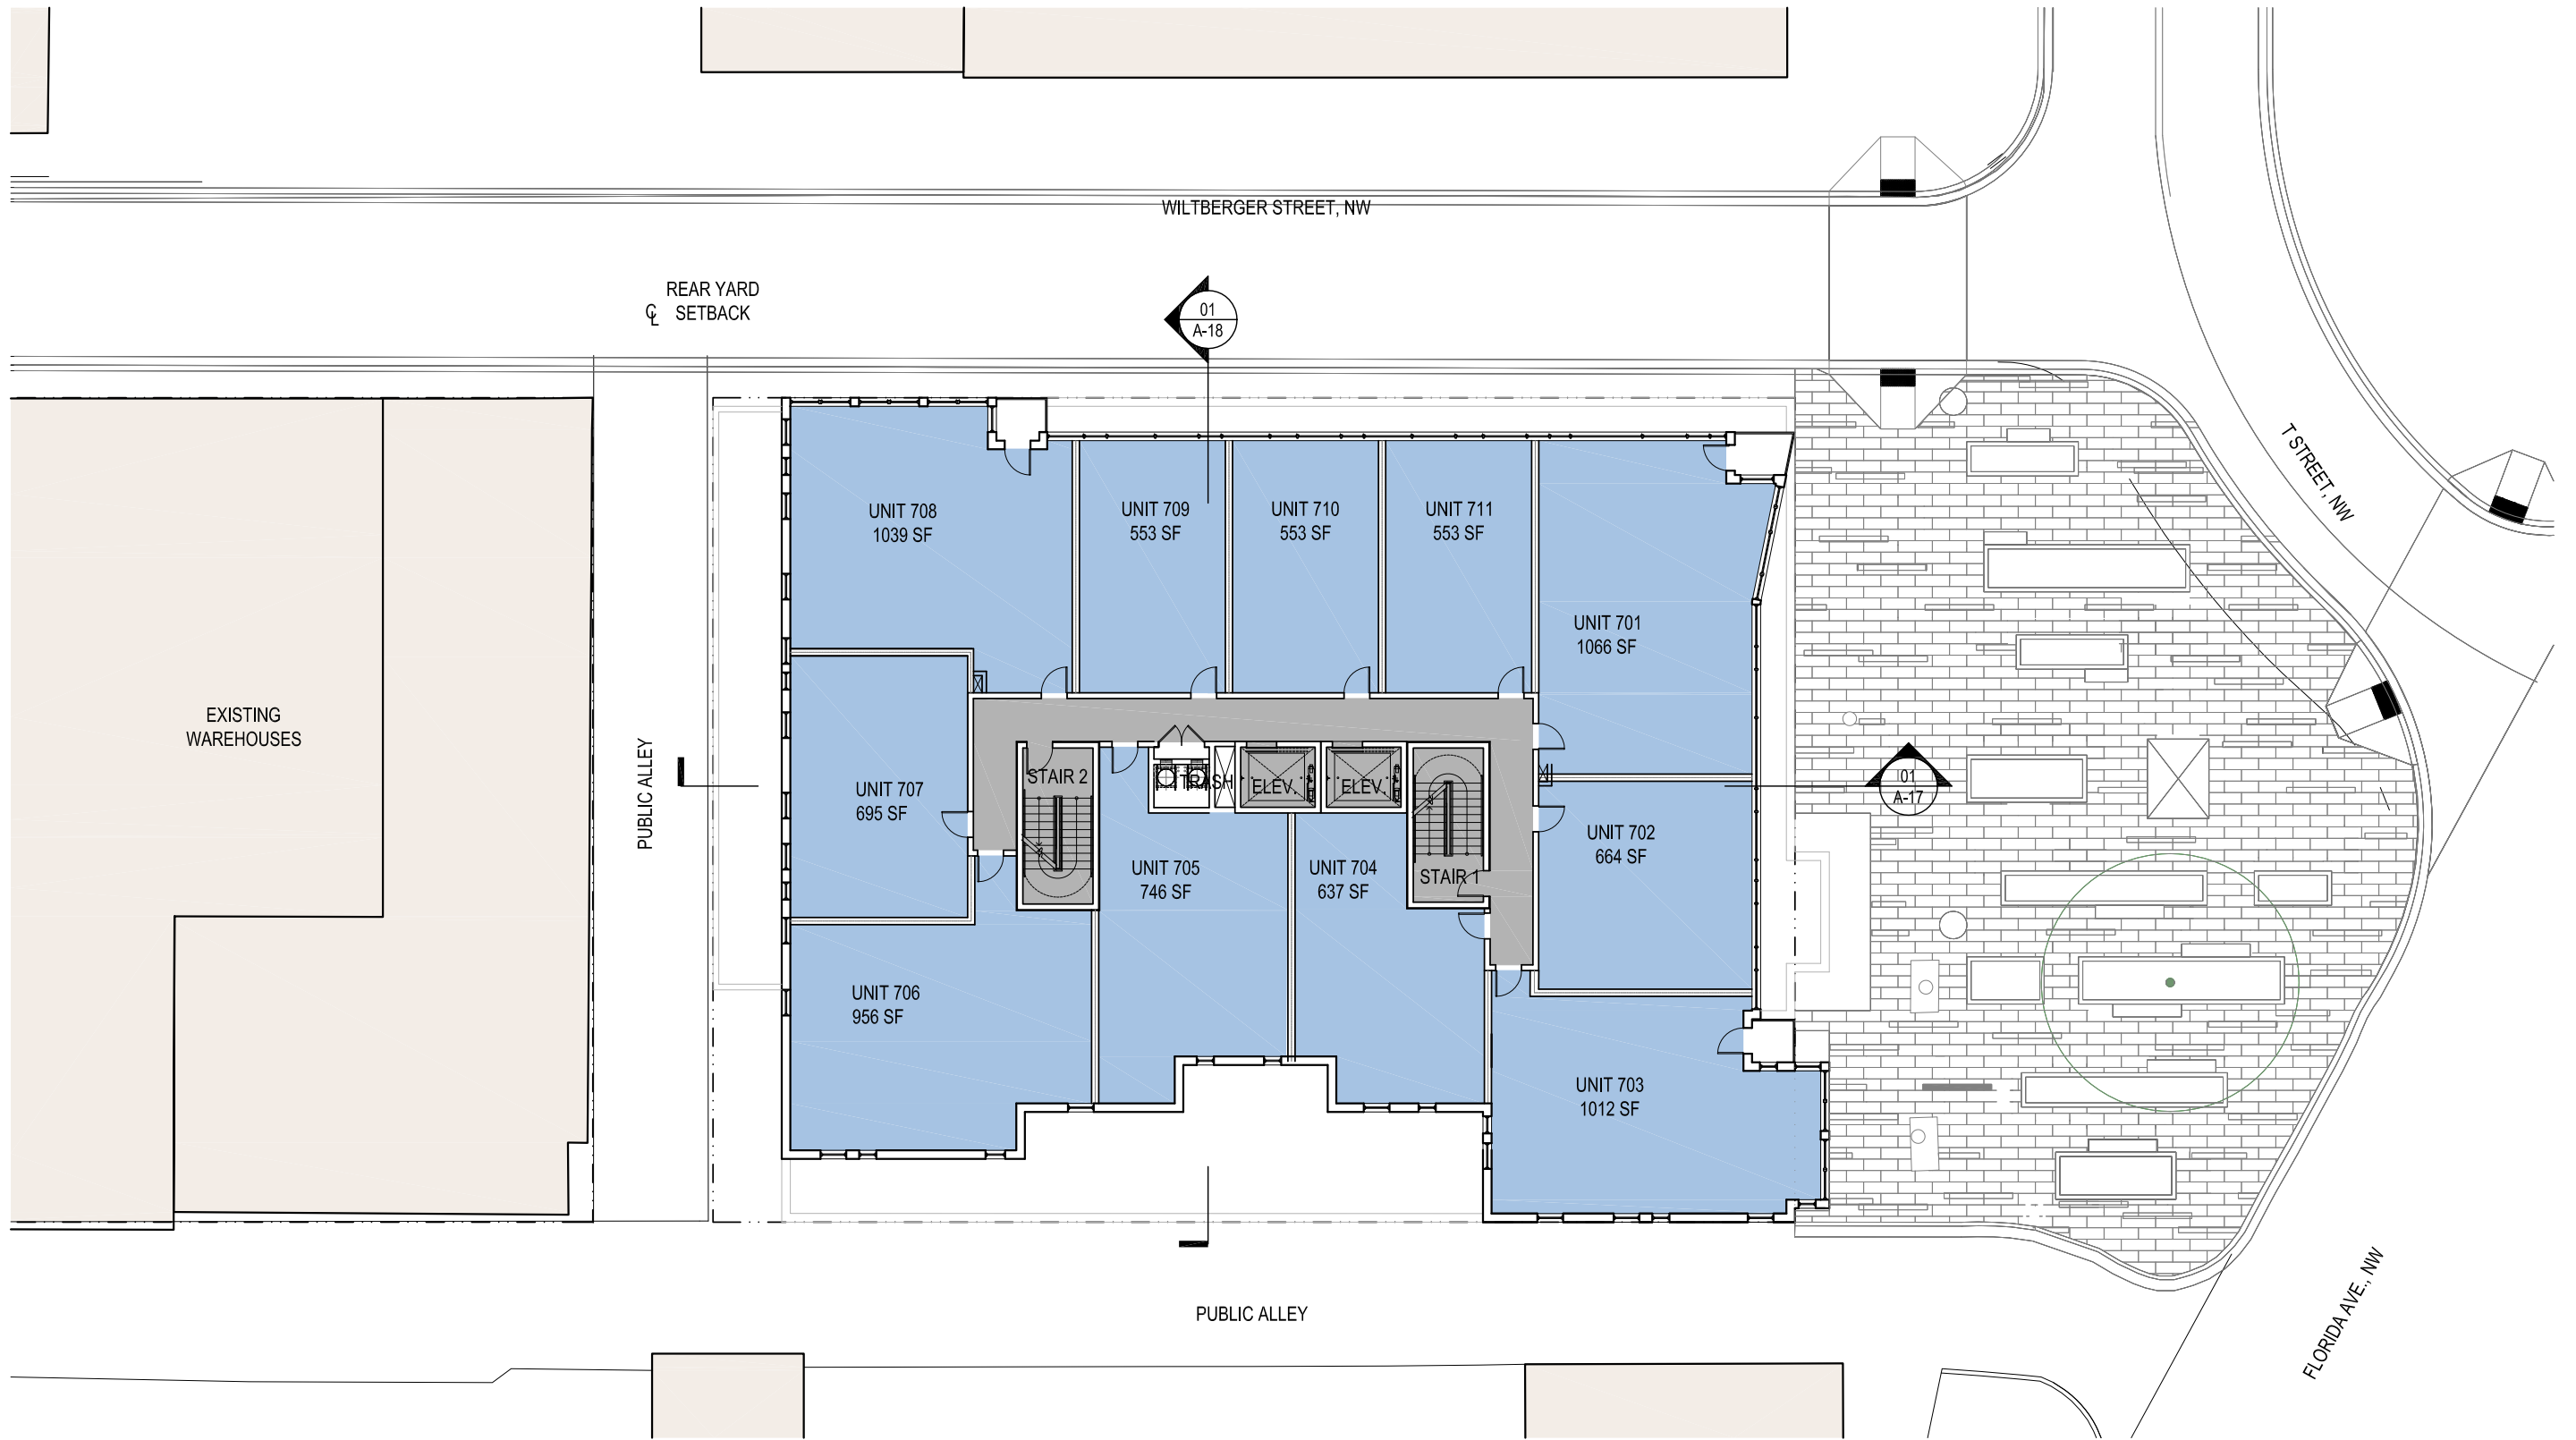 WILTBERGER STREET, NW
REAR YARD
SETBACK
01
A-18
T STREET, NW
UNIT 708
1039 SF
UNIT 709
553 SF
UNIT 710
553 SF
UNIT 711
553 SF
UNIT 701
1066 SF
EXISTING
WAREHOUSES
PUBLIC ALLEY
UNIT 707
695 SF
STAIR 2
TRASH
ELEV.
ELEV.
01
A-17
UNIT 702
664 SF
UNIT 705
746 SF
UNIT 704
637 SF
STAIR 1
UNIT 706
956 SF
UNIT 703
1012 SF
PUBLIC ALLEY
FLORIDA AVE., NW